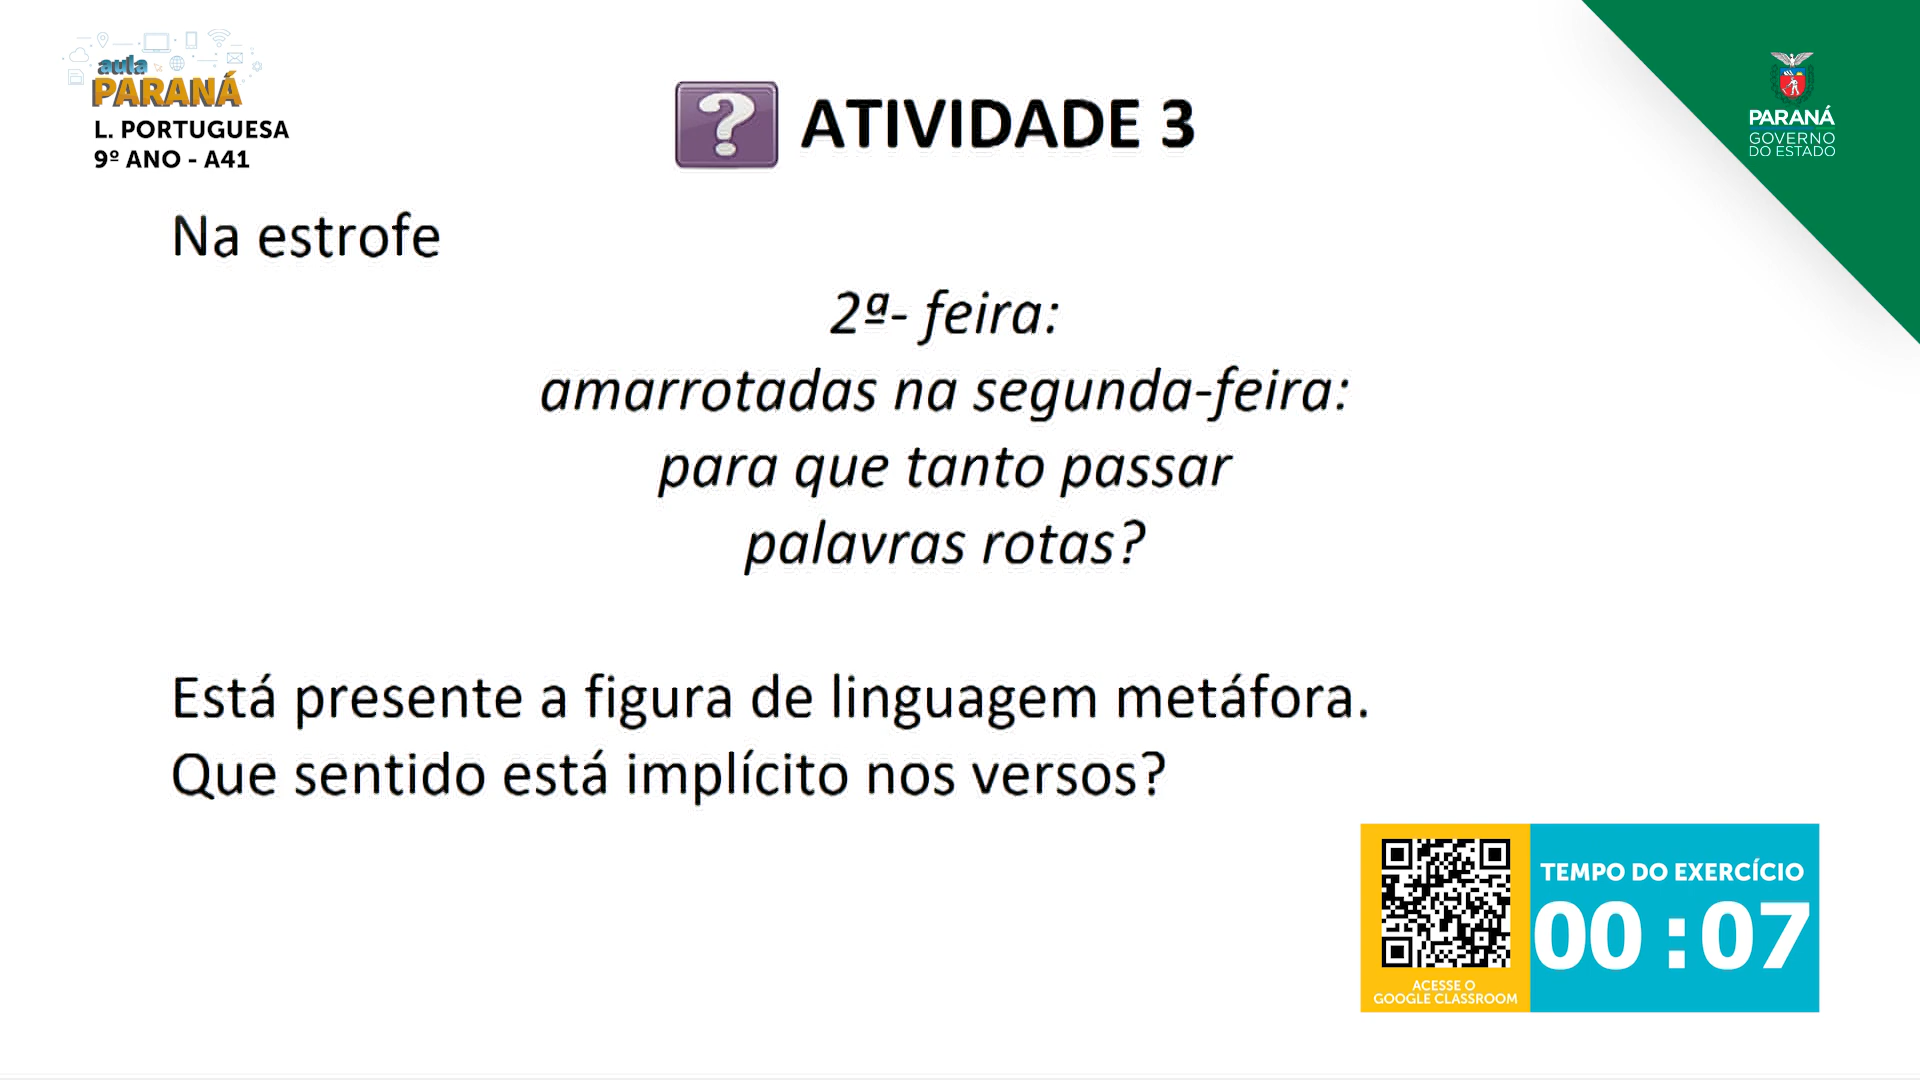 aula
PARANÁ
L. PORTUGUESA
9º ANO - A41
? ATIVIDADE 3
PARANÁ
GOVERNO
DO ESTADO
Na estrofe
2ª- feira:
amarrotadas na segunda-feira:
para que tanto passar
palavras rotas?
Está presente a figura de linguagem metáfora.
Que sentido está implícito nos versos?
TEMPO DO EXERCÍCIO
00:07
ACESSE O
GOOGLE CLASSROOM